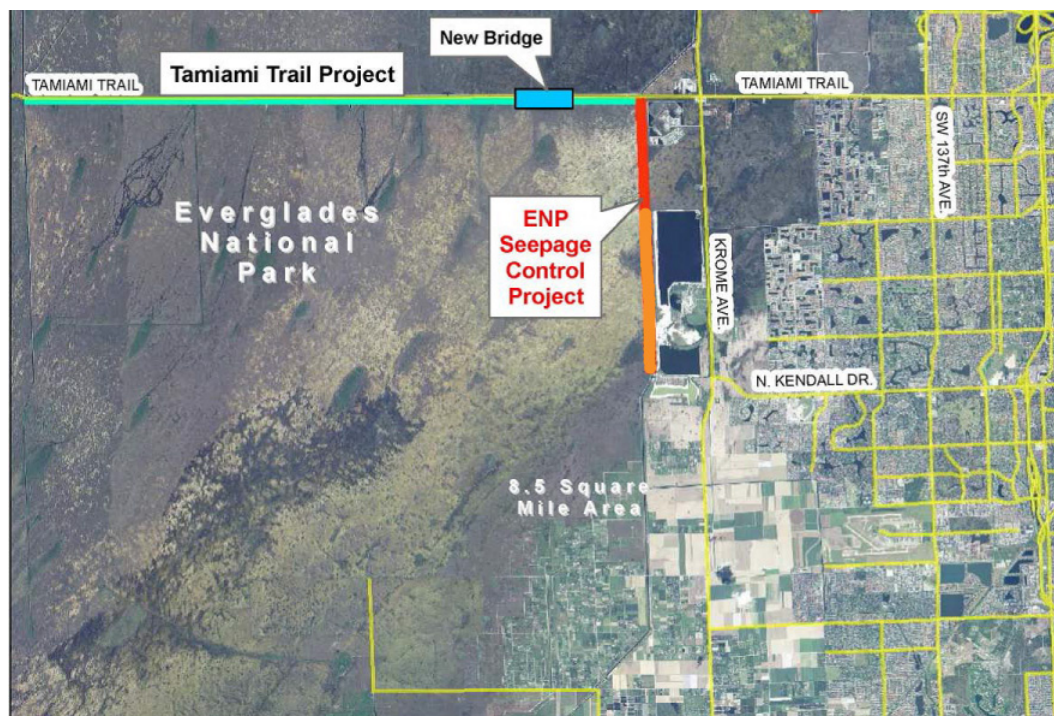 New Bridge
TAMIAMI TRAIL
Tamiami Trail Project
TAMIAMI TRAIL
SW 137th AVE.
Everglades
National
Park
ENP
Seepage
Control
Project
KROME AVE.
N. KENDALL DR.
8.5 Square
Mile Area